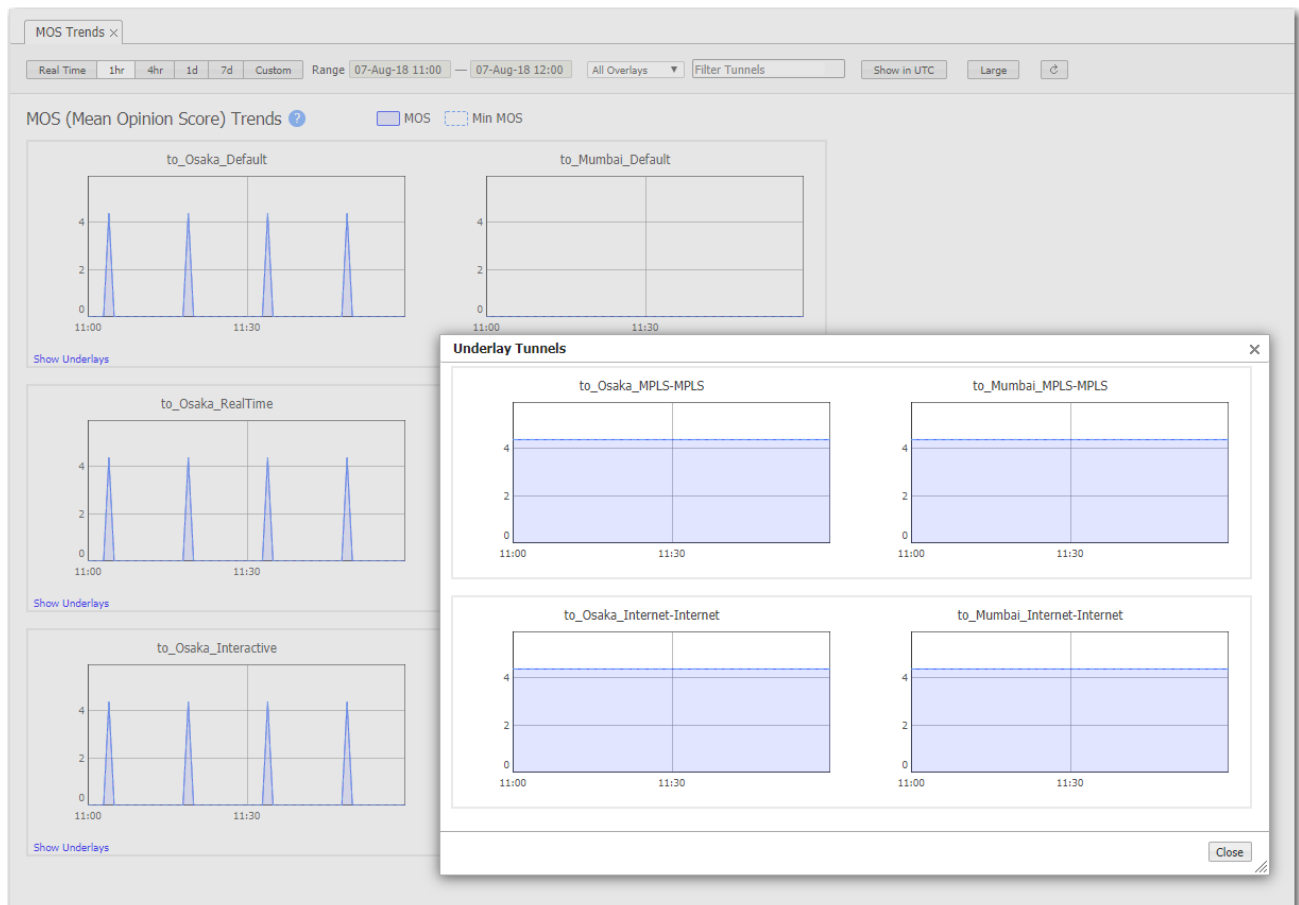 MOS Trends ×
Real Time 1hr 4hr 1d 7d Custom Range 07-Aug-18 11:00 — 07-Aug-18 12:00 All Overlays ▼ Filter Tunnels Show in UTC Large
MOS (Mean Opinion Score) Trends ? MOS Min MOS
to_Osaka_Default
4
2
0
11:00 11:30
Show Underlays
to_Mumbai_Default
4
2
0
11:00 11:30
to_Osaka_RealTime
4
2
0
11:00 11:30
Show Underlays
to_Osaka_Interactive
4
2
0
11:00 11:30
Show Underlays
Underlay Tunnels ×
to_Osaka_MPLS-MPLS
4
2
0
11:00 11:30
to_Mumbai_MPLS-MPLS
4
2
0
11:00 11:30
to_Osaka_Internet-Internet
4
2
0
11:00 11:30
to_Mumbai_Internet-Internet
4
2
0
11:00 11:30
Close